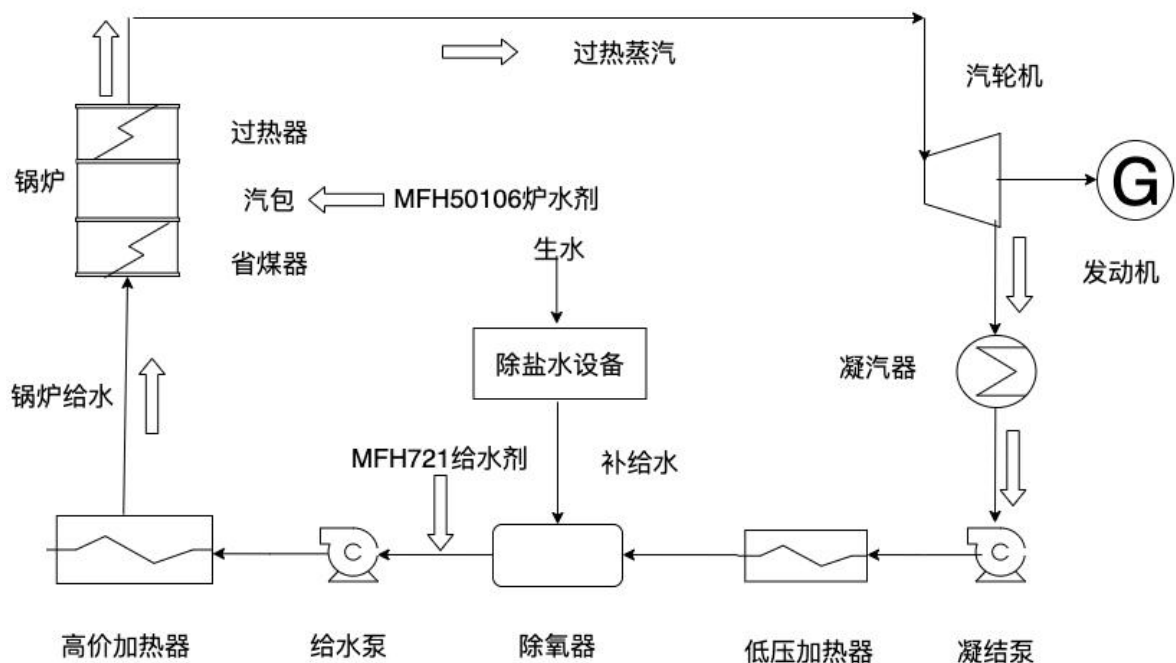 过热蒸汽
汽轮机
过热器
锅炉
汽包
MFH50106炉水剂
G
省煤器
生水
发动机
除盐水设备
凝汽器
锅炉给水
MFH721给水剂
补给水
C
C
高价加热器
给水泵
除氧器
低压加热器
凝结泵